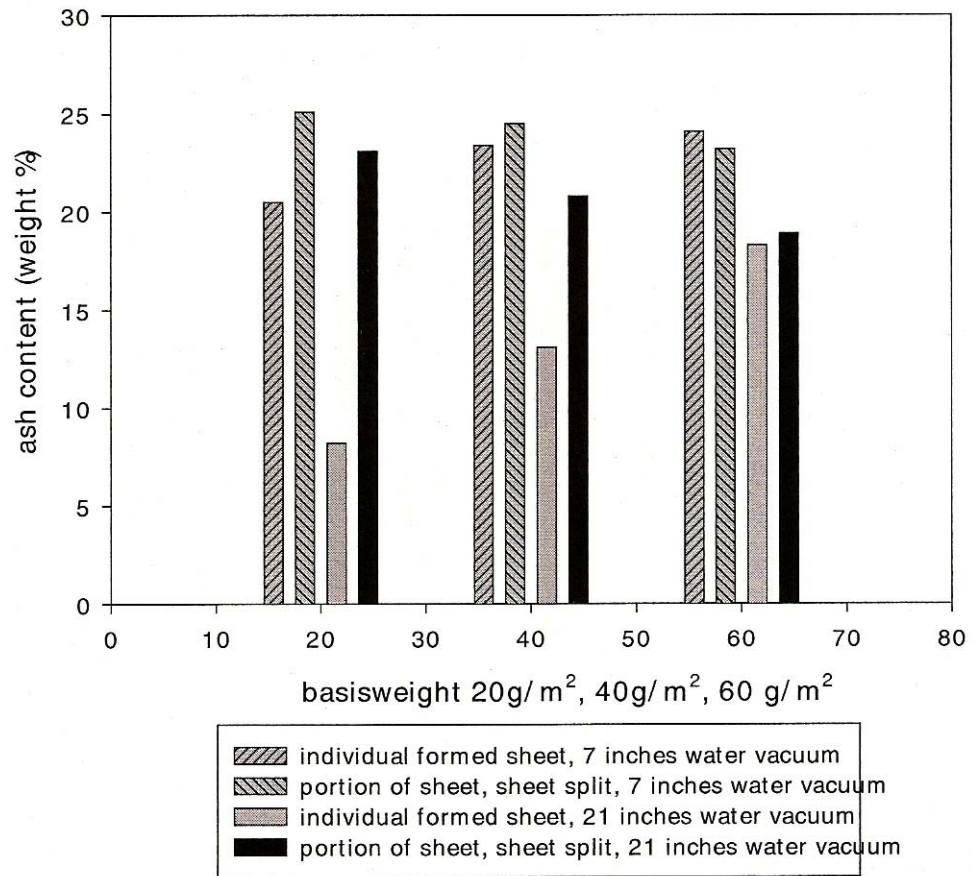 30
25
20
15
10
5
0
ash content (weight %)
0 10 20 30 40 50 60 70 80
basisweight 20g/m², 40g/m², 60 g/m²
individual formed sheet, 7 inches water vacuum
portion of sheet, sheet split, 7 inches water vacuum
individual formed sheet, 21 inches water vacuum
portion of sheet, sheet split, 21 inches water vacuum